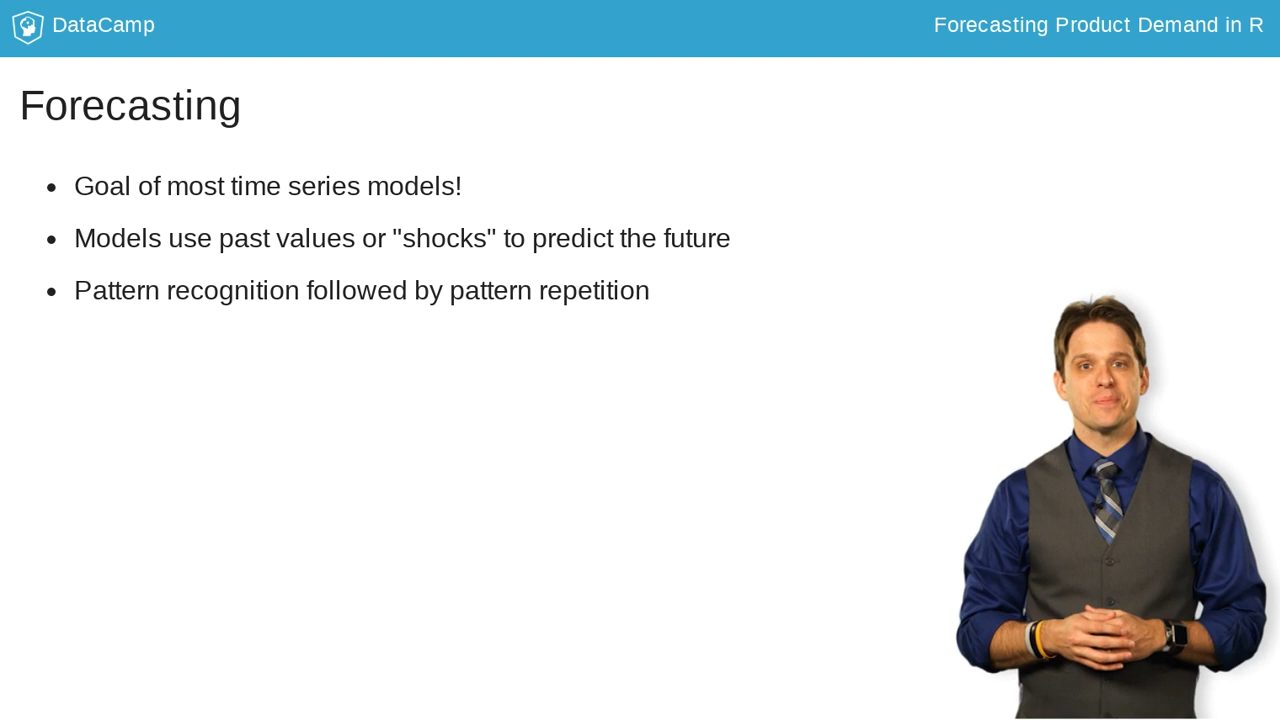 DataCamp
Forecasting Product Demand in R
Forecasting
Goal of most time series models!
Models use past values or "shocks" to predict the future
Pattern recognition followed by pattern repetition